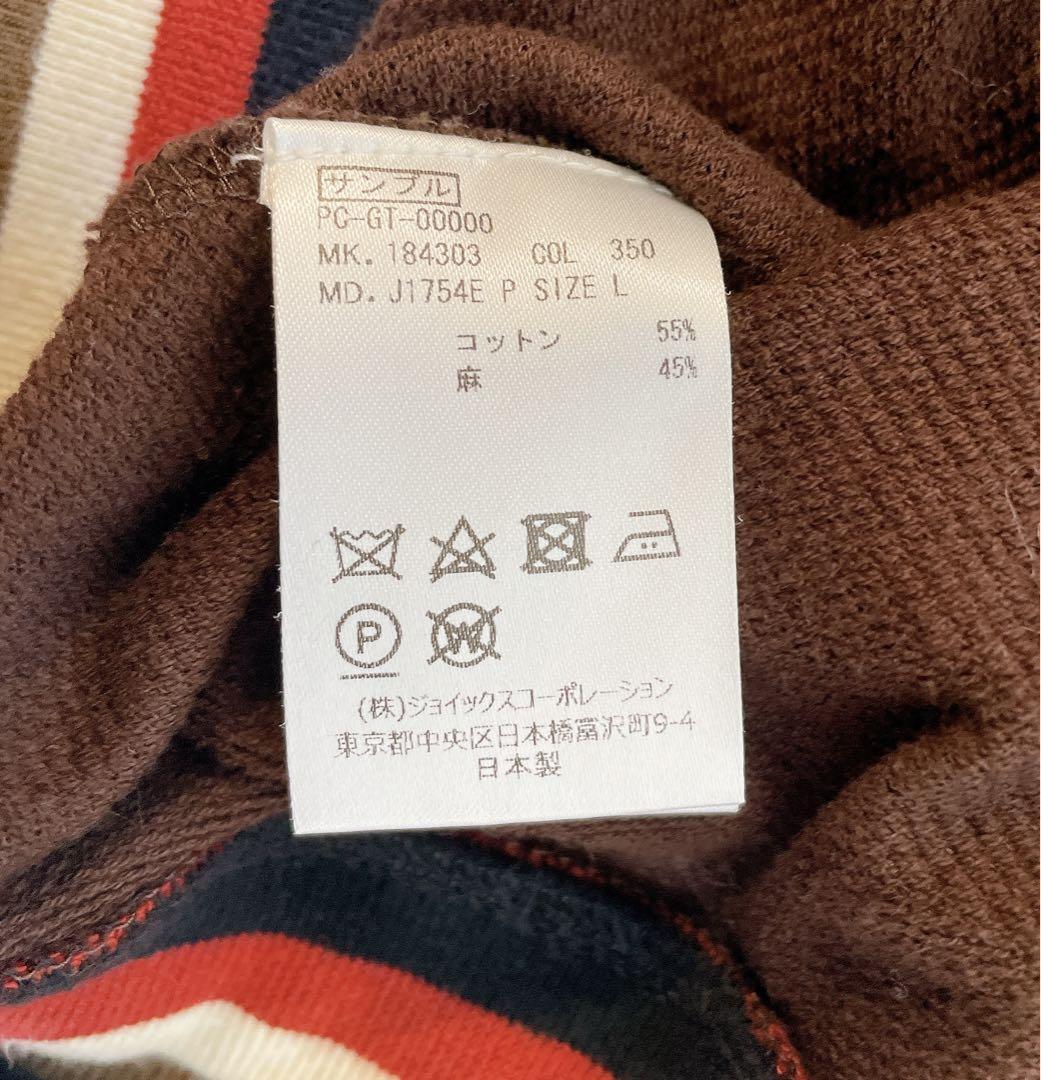 サンプル
PC-GT-00000
MK. 184303 COL 350
MD. J1754E P SIZE L
コットン 55%
麻 45%
P W
(株)ジョイックスコーポレーション
東京都中央区日本橋富沢町9-4
日本製